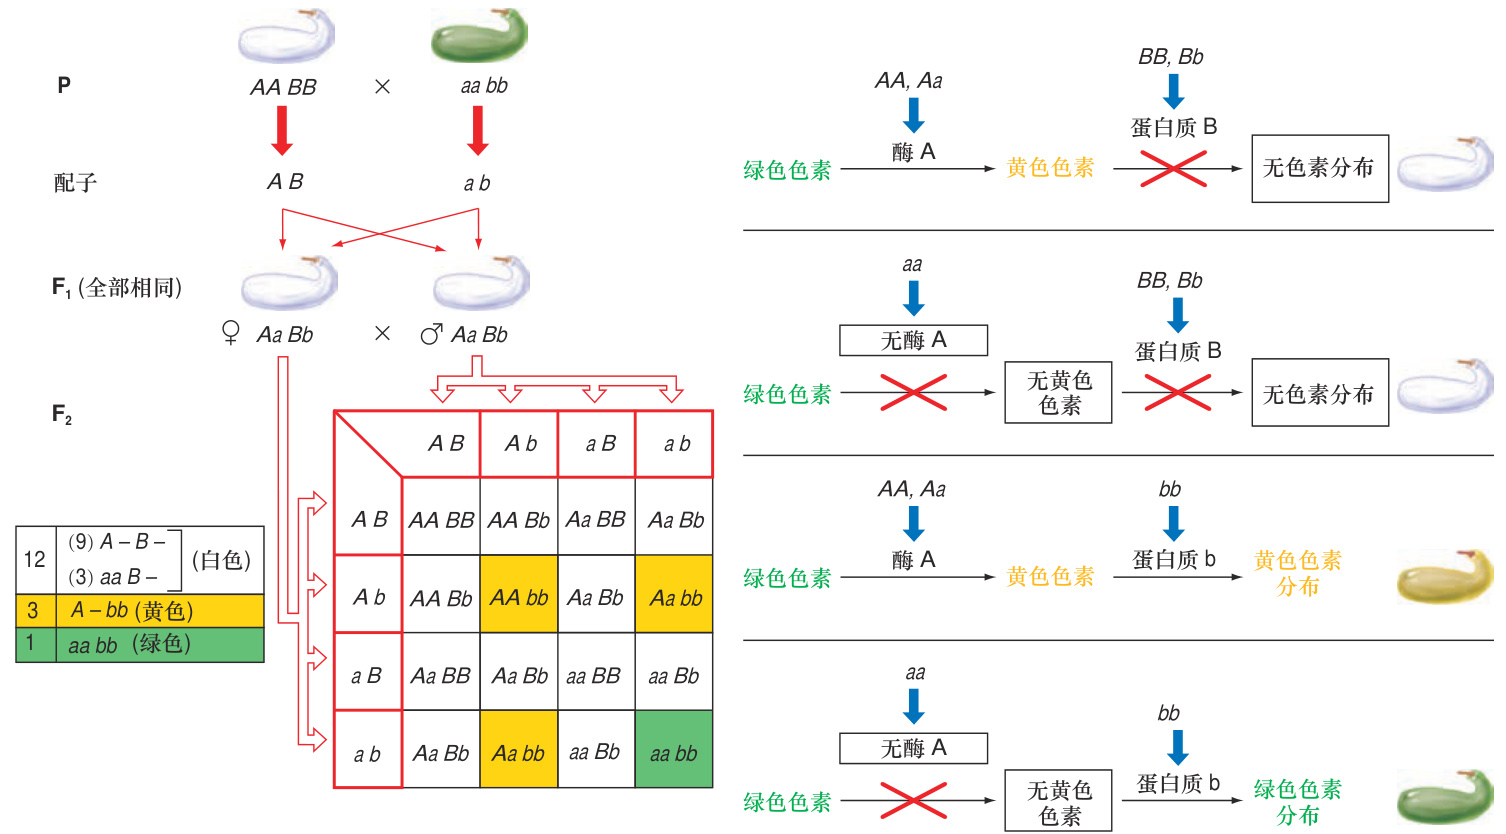 P
AA BB × aa bb
配子
A B
a b
F1 (全部相同)
♀ Aa Bb × ♂ Aa Bb
F2
A B
A b
a B
a b
A B
AA BB
AA Bb
Aa BB
Aa Bb
A b
AA Bb
AA bb
Aa Bb
Aa bb
a B
Aa BB
Aa Bb
aa BB
aa Bb
a b
Aa Bb
Aa bb
aa Bb
aa bb
12
(9) A – B –
(3) aa B –
(白色)
3
A – bb (黄色)
1
aa bb (绿色)
AA, Aa
BB, Bb
酶 A
蛋白质 B
绿色色素
黄色色素
无色素分布
aa
BB, Bb
无酶 A
蛋白质 B
绿色色素
无黄色
色素
无色素分布
AA, Aa
bb
酶 A
蛋白质 b
绿色色素
黄色色素
黄色色素
分布
aa
bb
无酶 A
蛋白质 b
绿色色素
无黄色
色素
绿色色素
分布